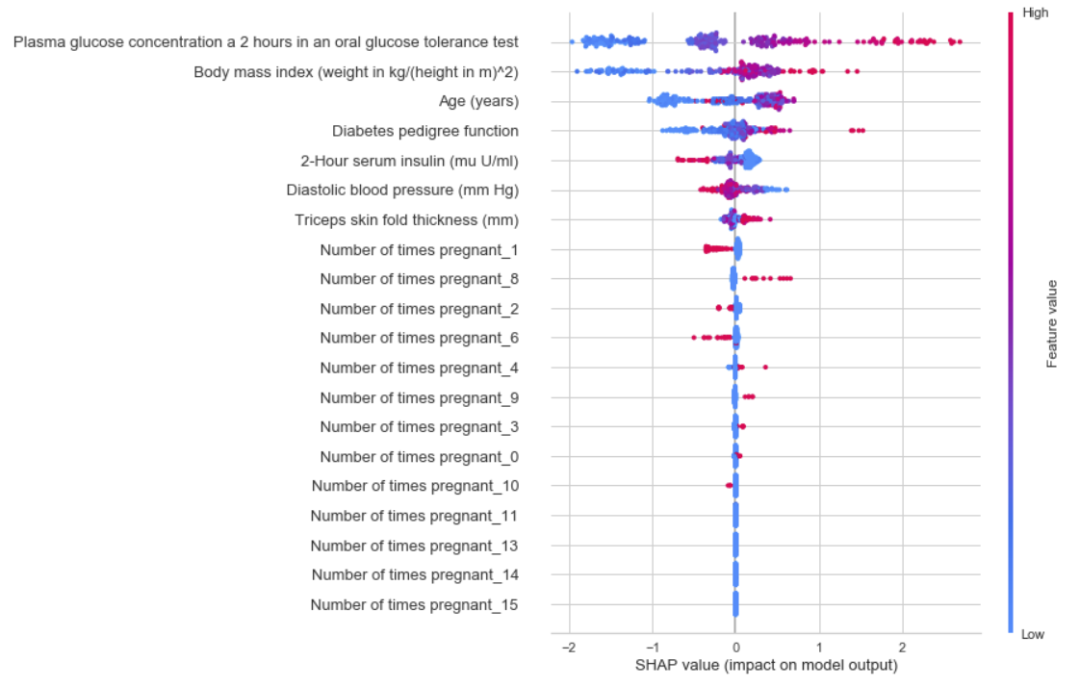 High
Plasma glucose concentration a 2 hours in an oral glucose tolerance test
Body mass index (weight in kg/(height in m)^2)
Age (years)
Diabetes pedigree function
2-Hour serum insulin (mu U/ml)
Diastolic blood pressure (mm Hg)
Triceps skin fold thickness (mm)
Number of times pregnant_1
Number of times pregnant_8
Number of times pregnant_2
Number of times pregnant_6
Number of times pregnant_4
Number of times pregnant_9
Number of times pregnant_3
Number of times pregnant_0
Number of times pregnant_10
Number of times pregnant_11
Number of times pregnant_13
Number of times pregnant_14
Number of times pregnant_15
Feature value
Low
−2 −1 0 1 2
SHAP value (impact on model output)